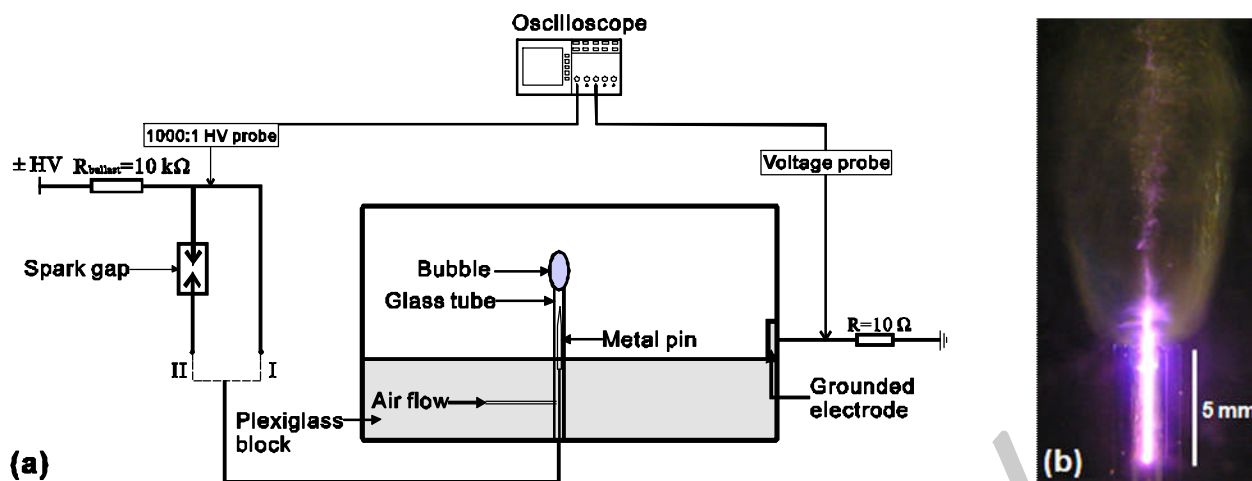 Oscilloscope
1000:1 HV probe
± HV
Rballast=10 kΩ
Voltage probe
Spark gap
Bubble
Glass tube
R=10 Ω
Metal pin
II
I
Air flow
Grounded
electrode
Plexiglass
block
(a)
5 mm
(b)